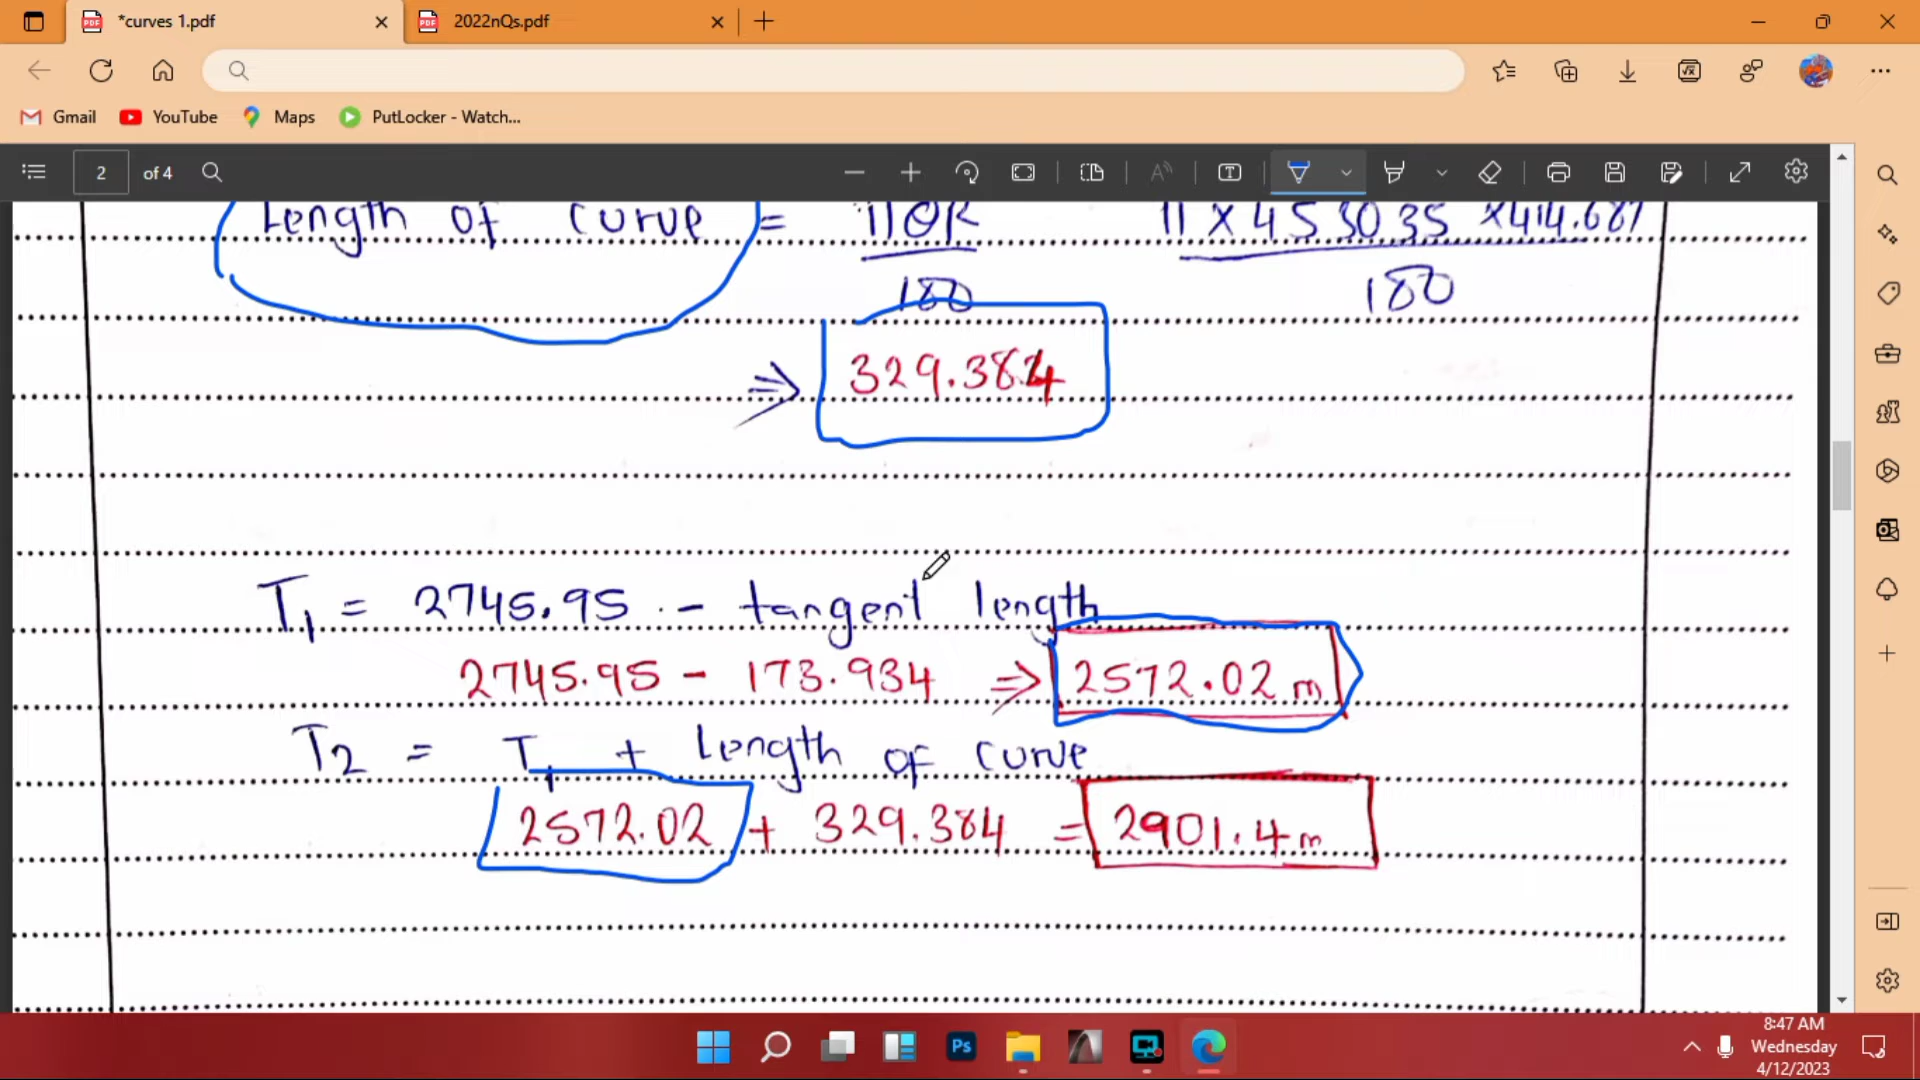 *curves 1.pdf
2022nQs.pdf
Gmail YouTube Maps PutLocker - Watch...
2 of 4
Length of curve = πθR / 180
π × 45 30 35 × 414.687 / 180
⇒ 329.384
T1 = 2745.95 - tangent length
2745.95 - 173.934 ⇒ 2572.02 m
T2 = T1 + Length of curve
2572.02 + 329.384 = 2901.4 m
Ps
8:47 AM
Wednesday
4/12/2023